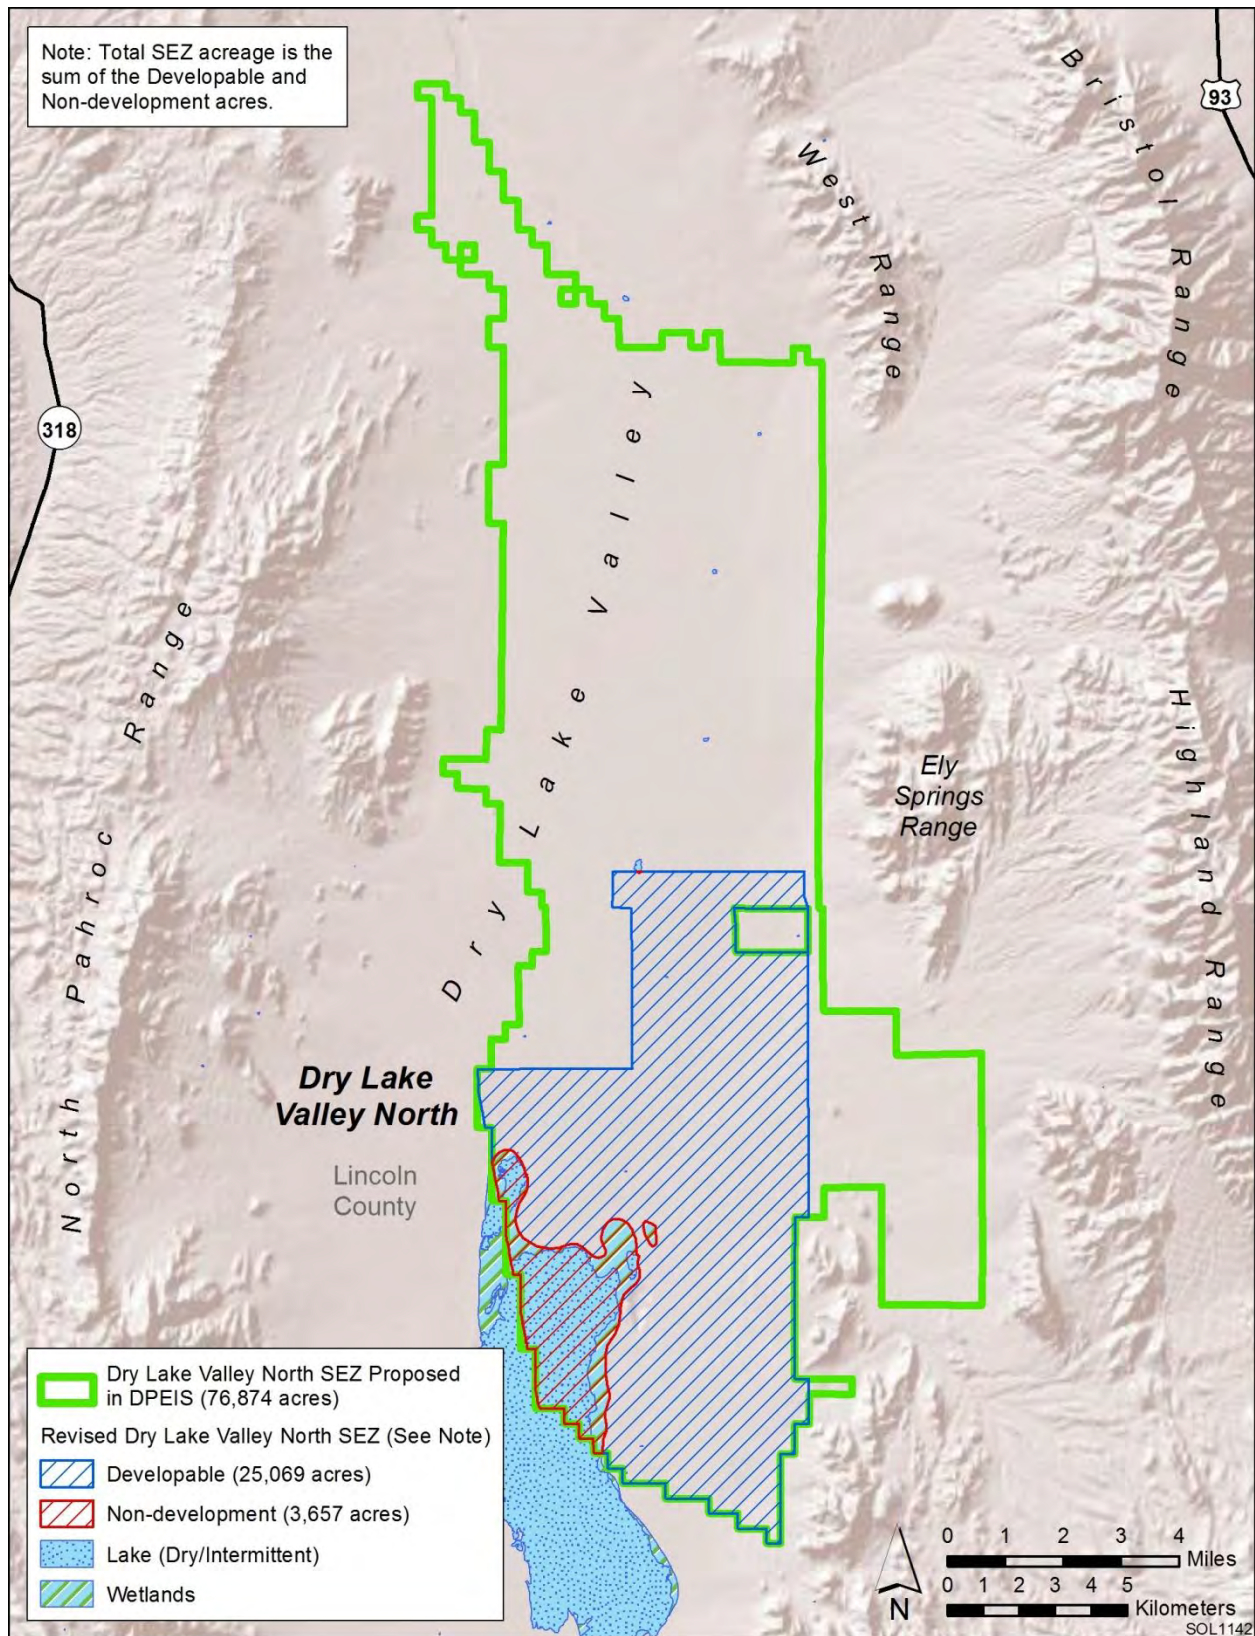 Note: Total SEZ acreage is the
sum of the Developable and
Non-development acres.
93
Bristol Range
West Range
318
Dry Lake Valley
North Pahroc Range
Ely
Springs
Range
Highland Range
Dry Lake
Valley North
Lincoln
County
Dry Lake Valley North SEZ Proposed
in DPEIS (76,874 acres)
Revised Dry Lake Valley North SEZ (See Note)
Developable (25,069 acres)
Non-development (3,657 acres)
Lake (Dry/Intermittent)
Wetlands
N
0 1 2 3 4
Miles
0 1 2 3 4 5
Kilometers
SOL1142